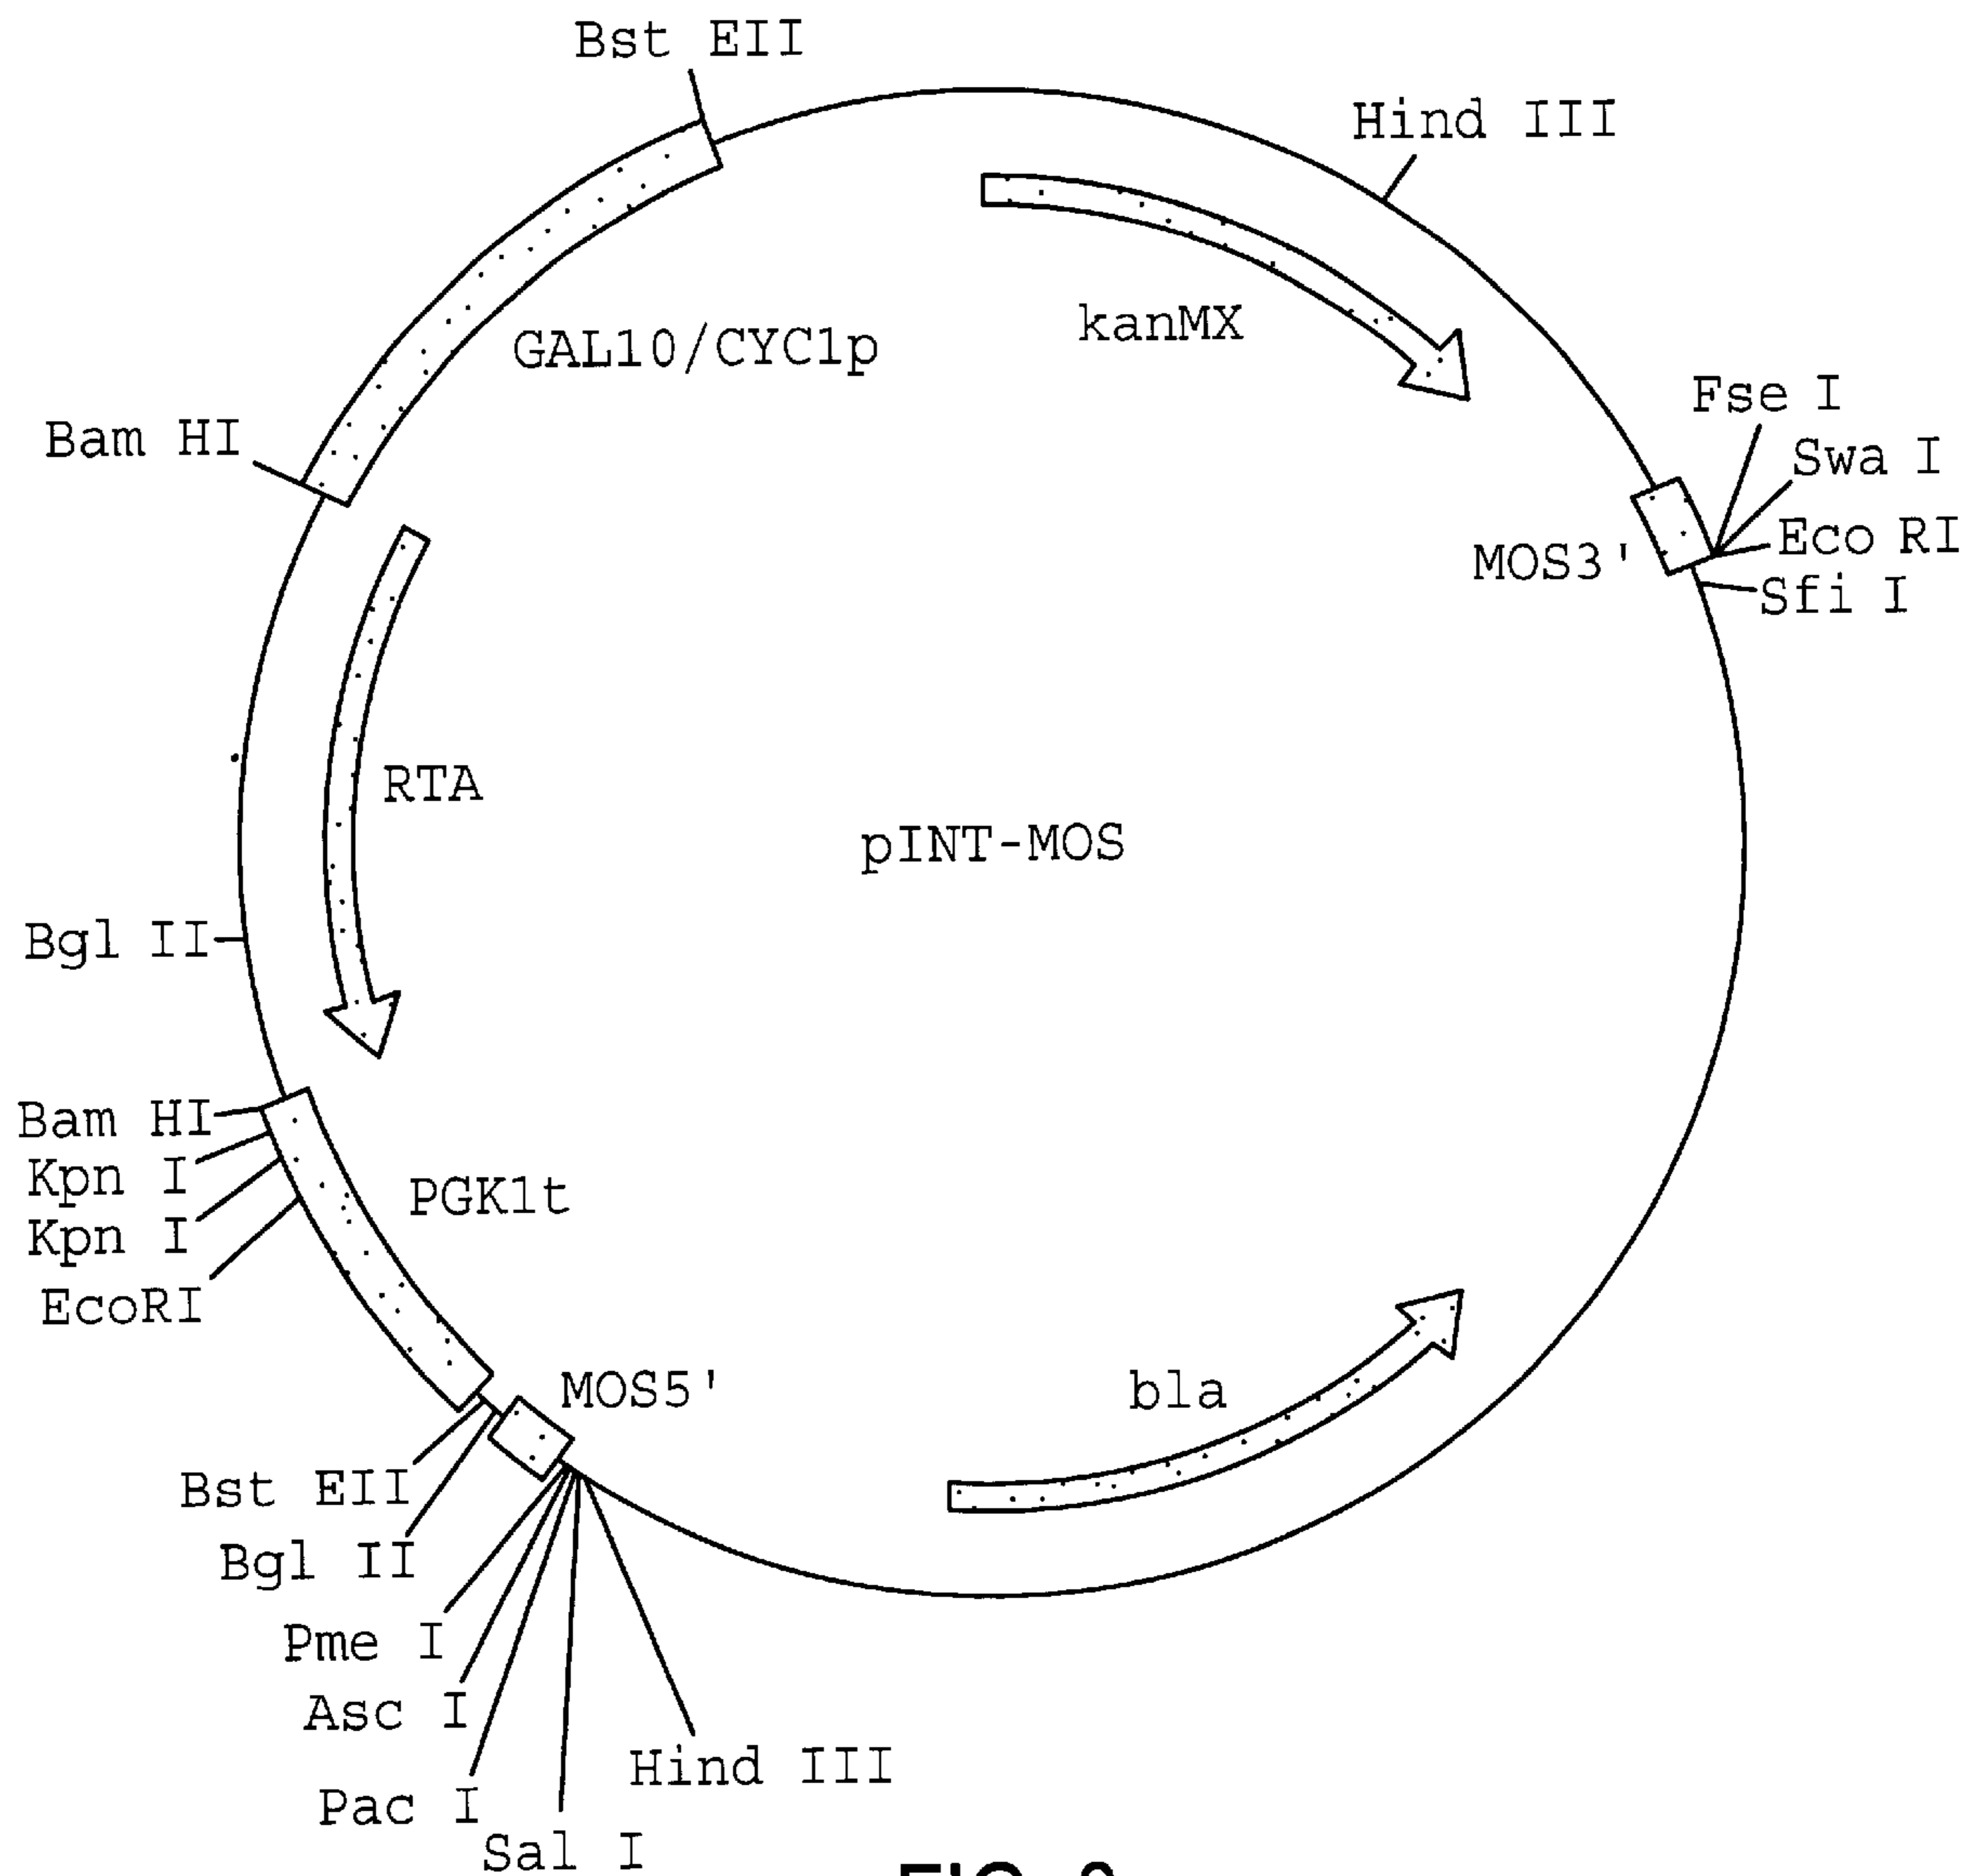 Bst EII
Hind III
kanMX
GAL10/CYC1p
Fse I
Bam HI
Swa I
Eco RI
MOS3'
Sfi I
RTA
pINT-MOS
Bgl II
Bam HI
Kpn I
PGK1t
Kpn I
EcoRI
MOS5'
bla
Bst EII
Bgl II
Pme I
Asc I
Hind III
Pac I
Sal I